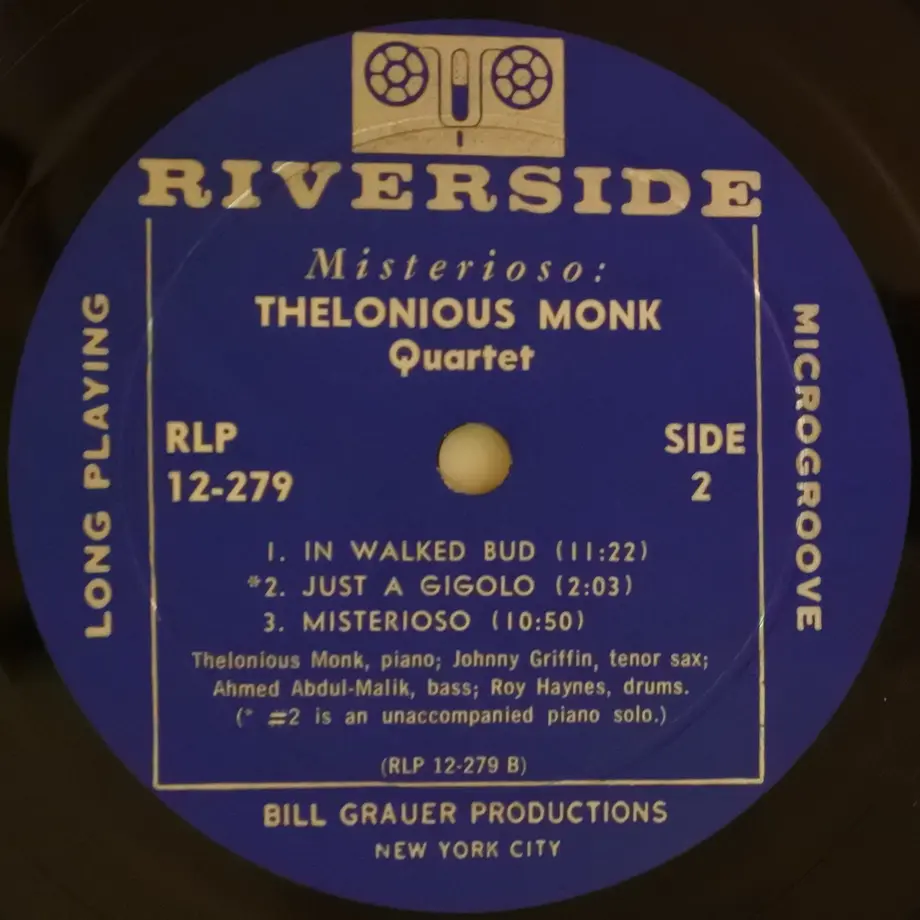 RIVERSIDE
Misterioso:
THELONIOUS MONK
Quartet
LONG PLAYING
MICROGROOVE
RLP
12-279
SIDE
2
1. IN WALKED BUD (11:22)
*2. JUST A GIGOLO (2:03)
3. MISTERIOSO (10:50)
Thelonious Monk, piano; Johnny Griffin, tenor sax;
Ahmed Abdul-Malik, bass; Roy Haynes, drums.
(* #2 is an unaccompanied piano solo.)
(RLP 12-279 B)
BILL GRAUER PRODUCTIONS
NEW YORK CITY